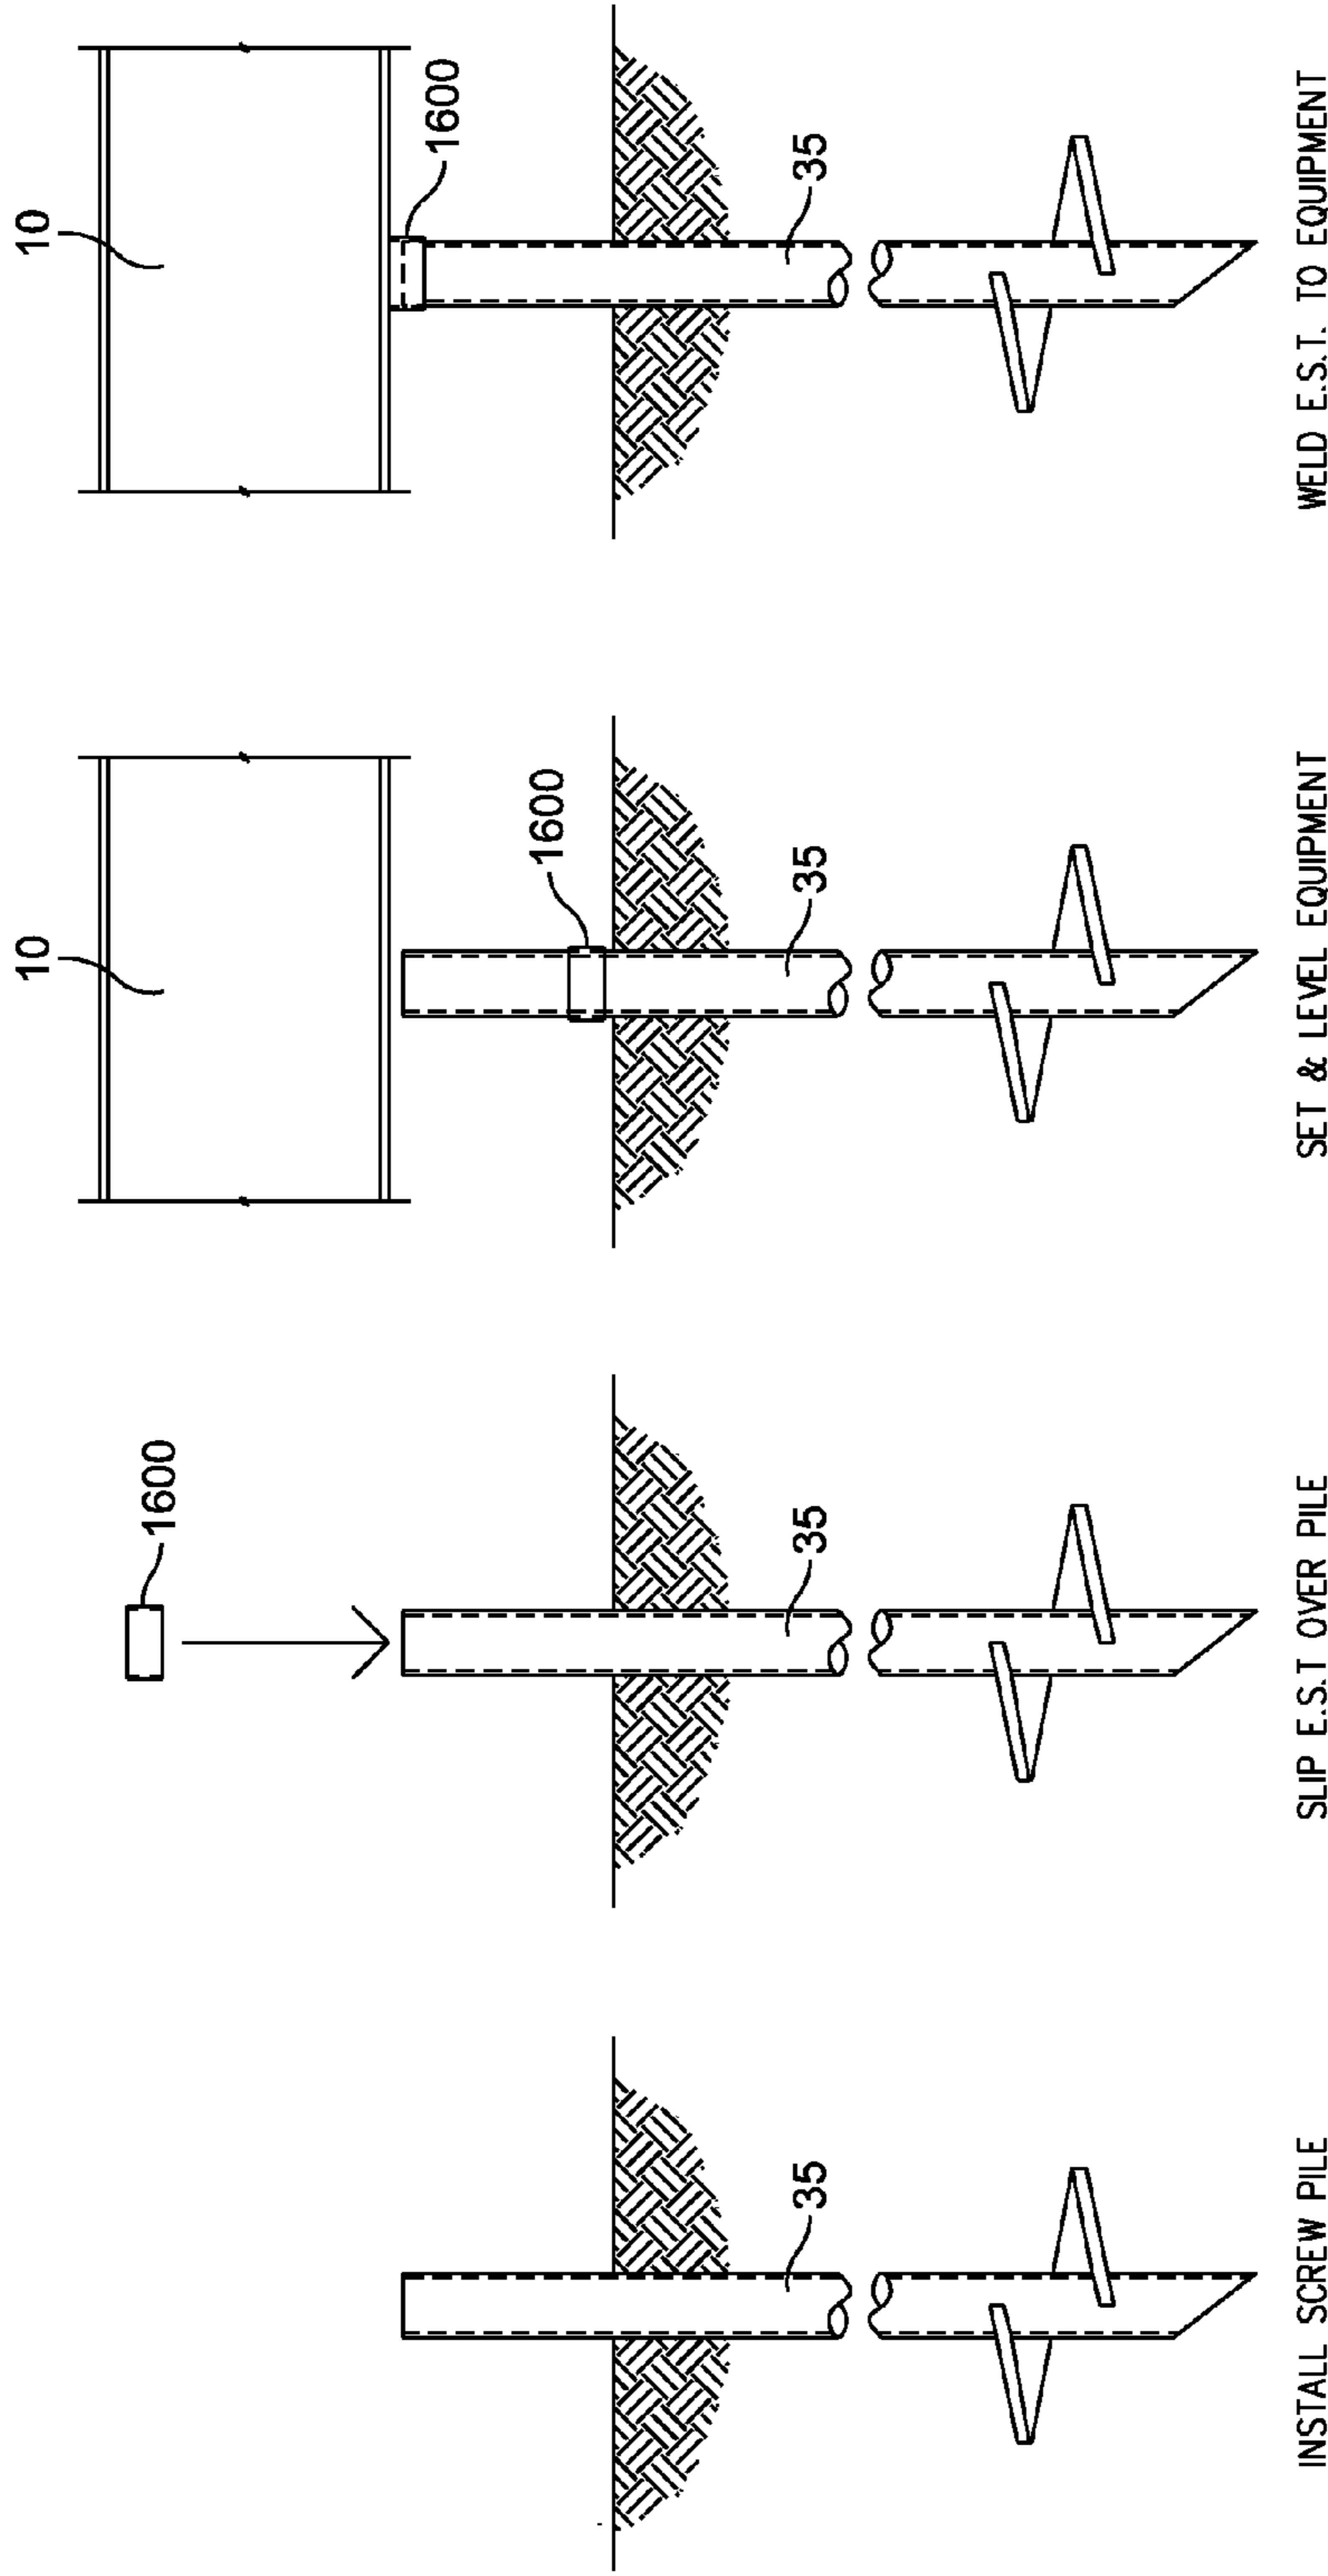 35
INSTALL SCREW PILE
1600
35
SLIP E.S.T OVER PILE
10
1600
35
SET & LEVEL EQUIPMENT
10
1600
35
WELD E.S.T. TO EQUIPMENT